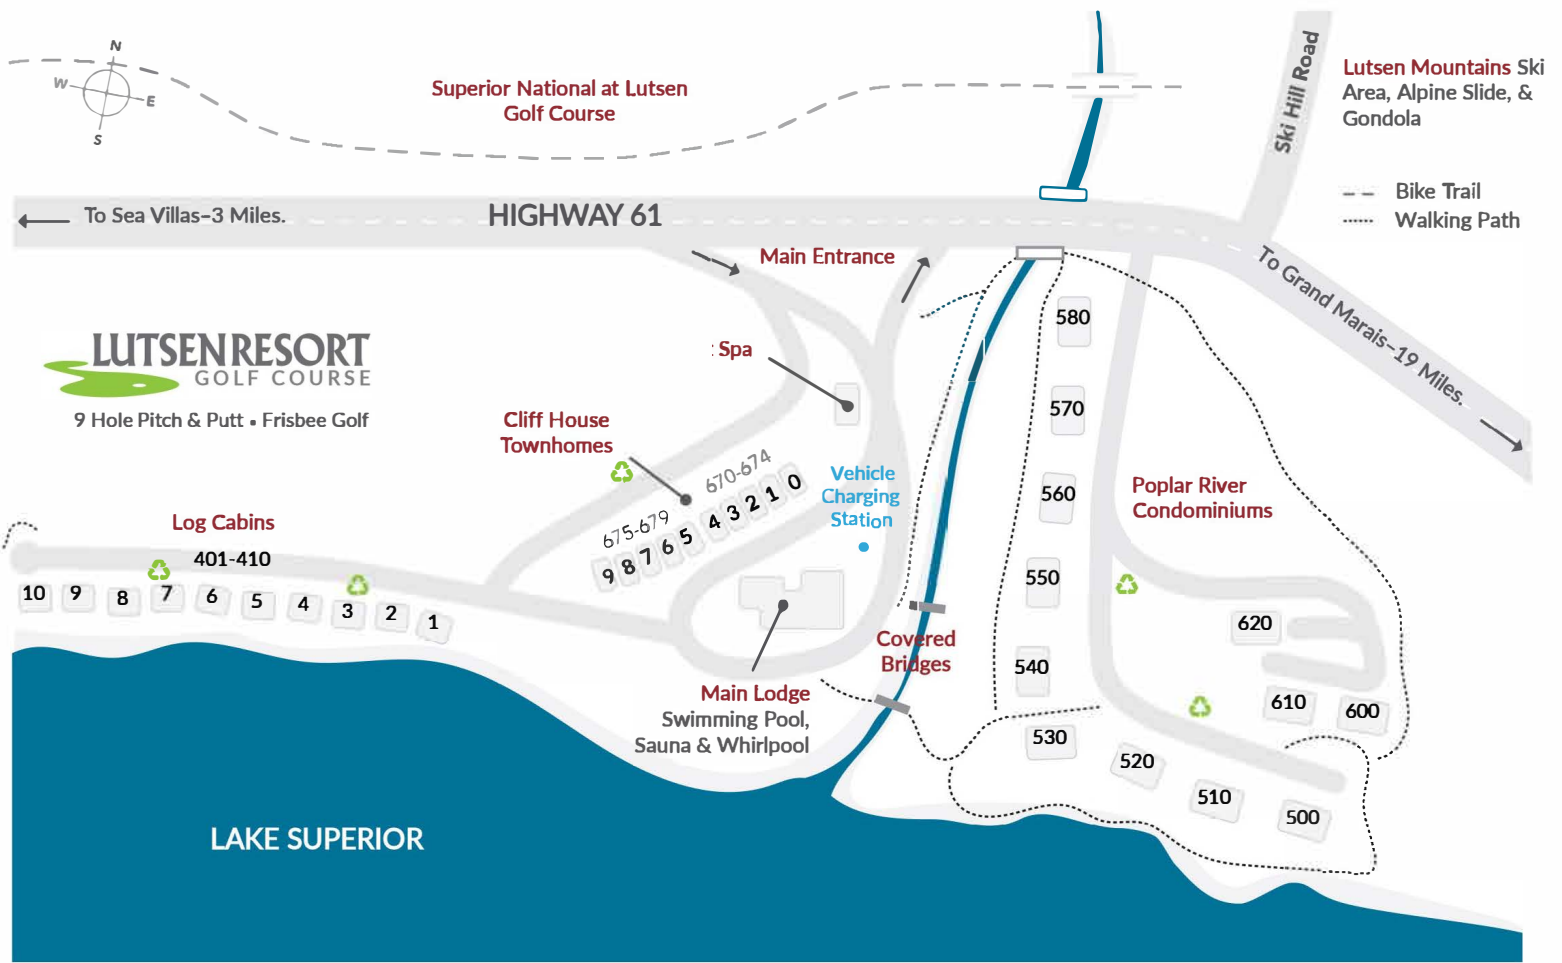 N
W
E
S
Superior National at Lutsen
Golf Course
Ski Hill Road
Lutsen Mountains Ski
Area, Alpine Slide, &
Gondola
Bike Trail
Walking Path
To Sea Villas–3 Miles.
HIGHWAY 61
Main Entrance
To Grand Marais–19 Miles.
LUTSEN RESORT
GOLF COURSE
9 Hole Pitch & Putt • Frisbee Golf
: Spa
Cliff House
Townhomes
670-674
675-679
9 8 7 6 5 4 3 2 1 0
Vehicle
Charging
Station
Log Cabins
401-410
10 9 8 7 6 5 4 3 2 1
Covered
Bridges
Main Lodge
Swimming Pool,
Sauna & Whirlpool
580
570
560
550
540
530
520
510
500
Poplar River
Condominiums
620
610
600
LAKE SUPERIOR